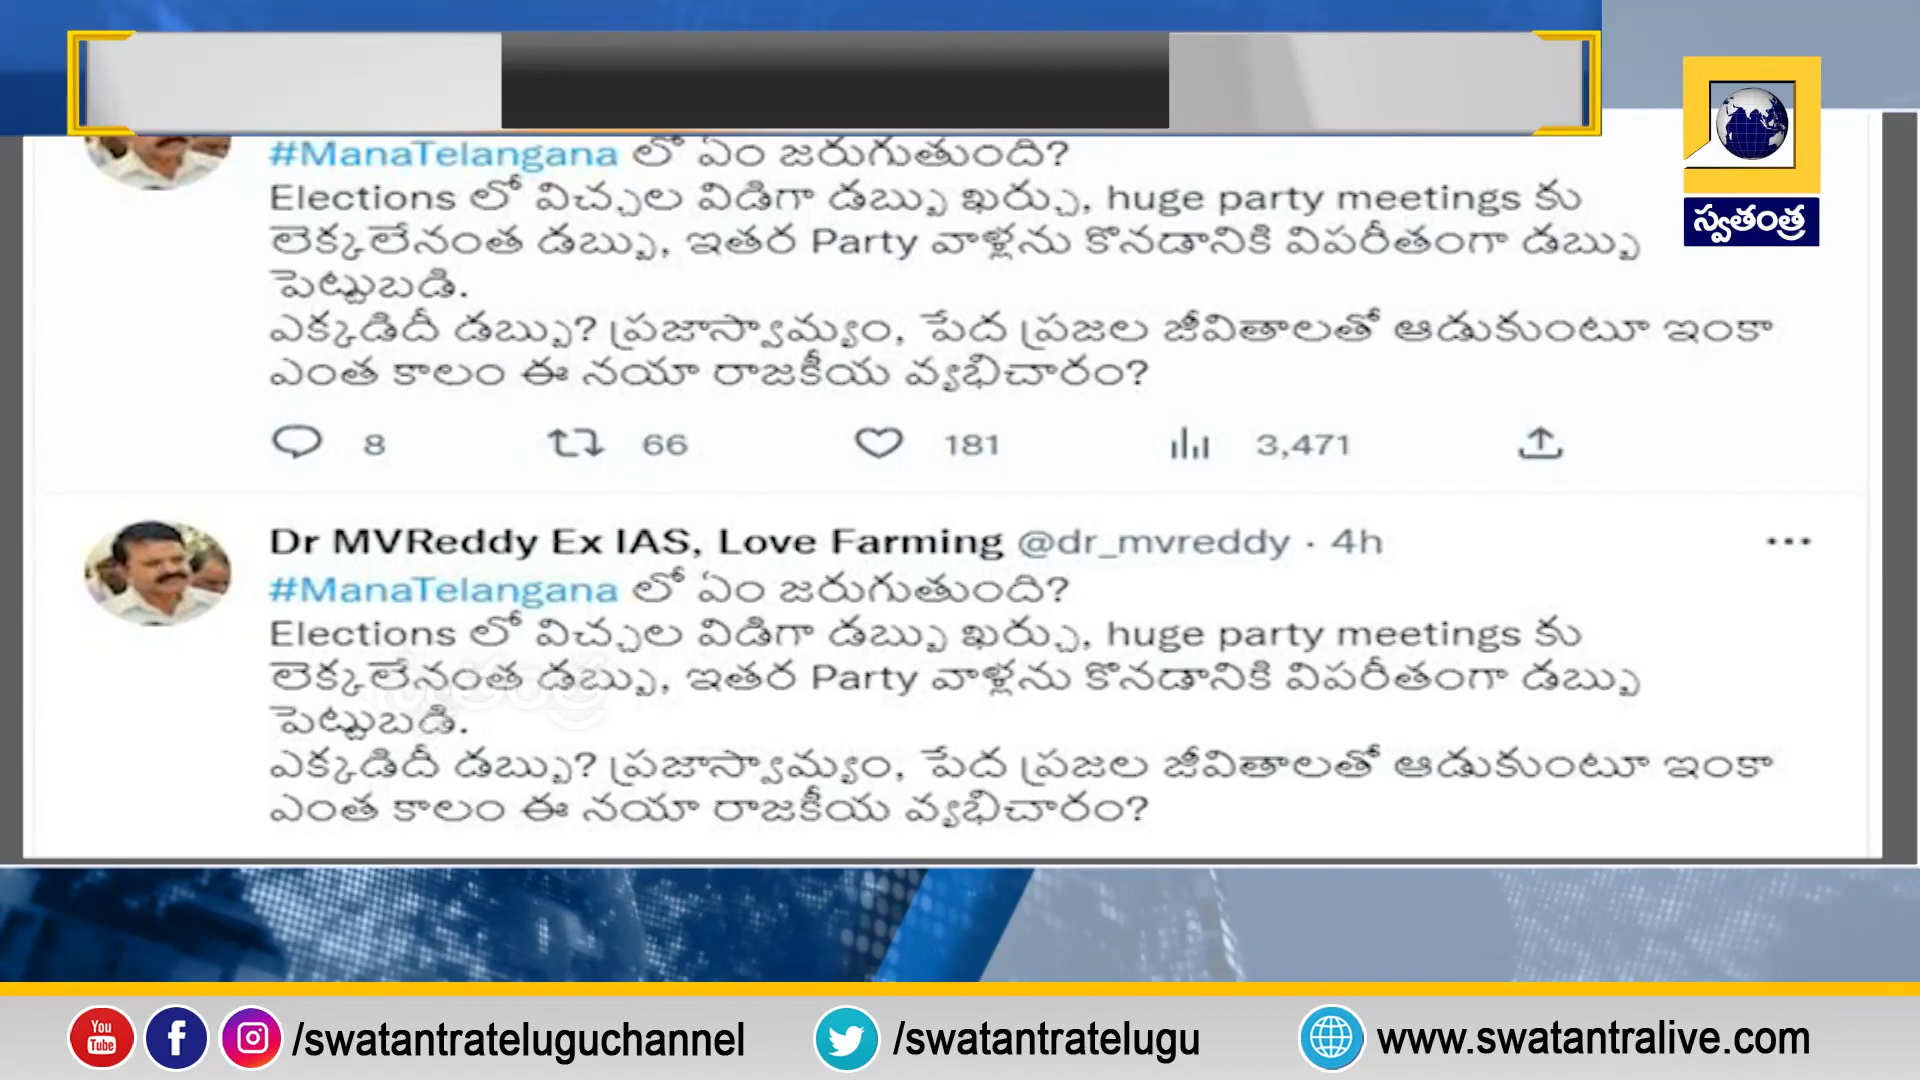 #ManaTelangana లో ఏం జరుగుతుంది?
Elections లో విచ్చల విడిగా డబ్బు ఖర్చు, huge party meetings కు
లెక్కలేనంత డబ్బు, ఇతర Party వాళ్లను కొనడానికి విపరీతంగా డబ్బు
పెట్టుబడి.
ఎక్కడిదీ డబ్బు? ప్రజాస్వామ్యం, పేద ప్రజల జీవితాలతో ఆడుకుంటూ ఇంకా
ఎంత కాలం ఈ నయా రాజకీయ వ్యభిచారం?
8 66 181 3,471
Dr MVReddy Ex IAS, Love Farming @dr_mvreddy · 4h
#ManaTelangana లో ఏం జరుగుతుంది?
Elections లో విచ్చల విడిగా డబ్బు ఖర్చు, huge party meetings కు
లెక్కలేనంత డబ్బు, ఇతర Party వాళ్లను కొనడానికి విపరీతంగా డబ్బు
పెట్టుబడి.
ఎక్కడిదీ డబ్బు? ప్రజాస్వామ్యం, పేద ప్రజల జీవితాలతో ఆడుకుంటూ ఇంకా
ఎంత కాలం ఈ నయా రాజకీయ వ్యభిచారం?
స్వతంత్ర
You Tube /swatantrateluguchannel /swatantratelugu www.swatantralive.com